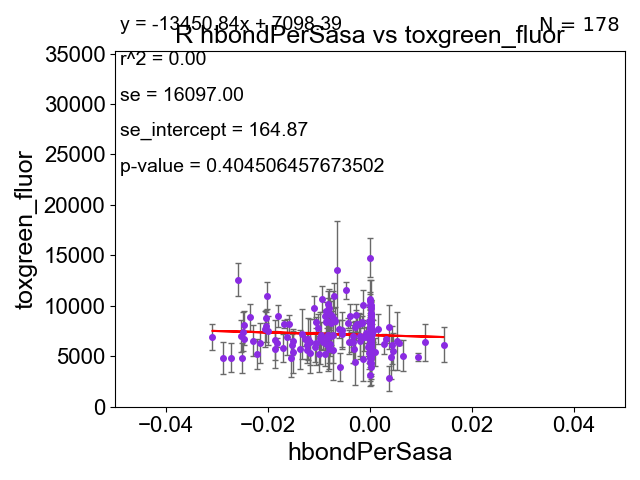 y = -13450.84x + 7098.39
N = 178
R hbondPerSasa vs toxgreen_fluor
r^2 = 0.00
se = 16097.00
se_intercept = 164.87
p-value = 0.404506457673502
35000
30000
25000
20000
15000
10000
5000
0
toxgreen_fluor
−0.04
−0.02
0.00
0.02
0.04
hbondPerSasa